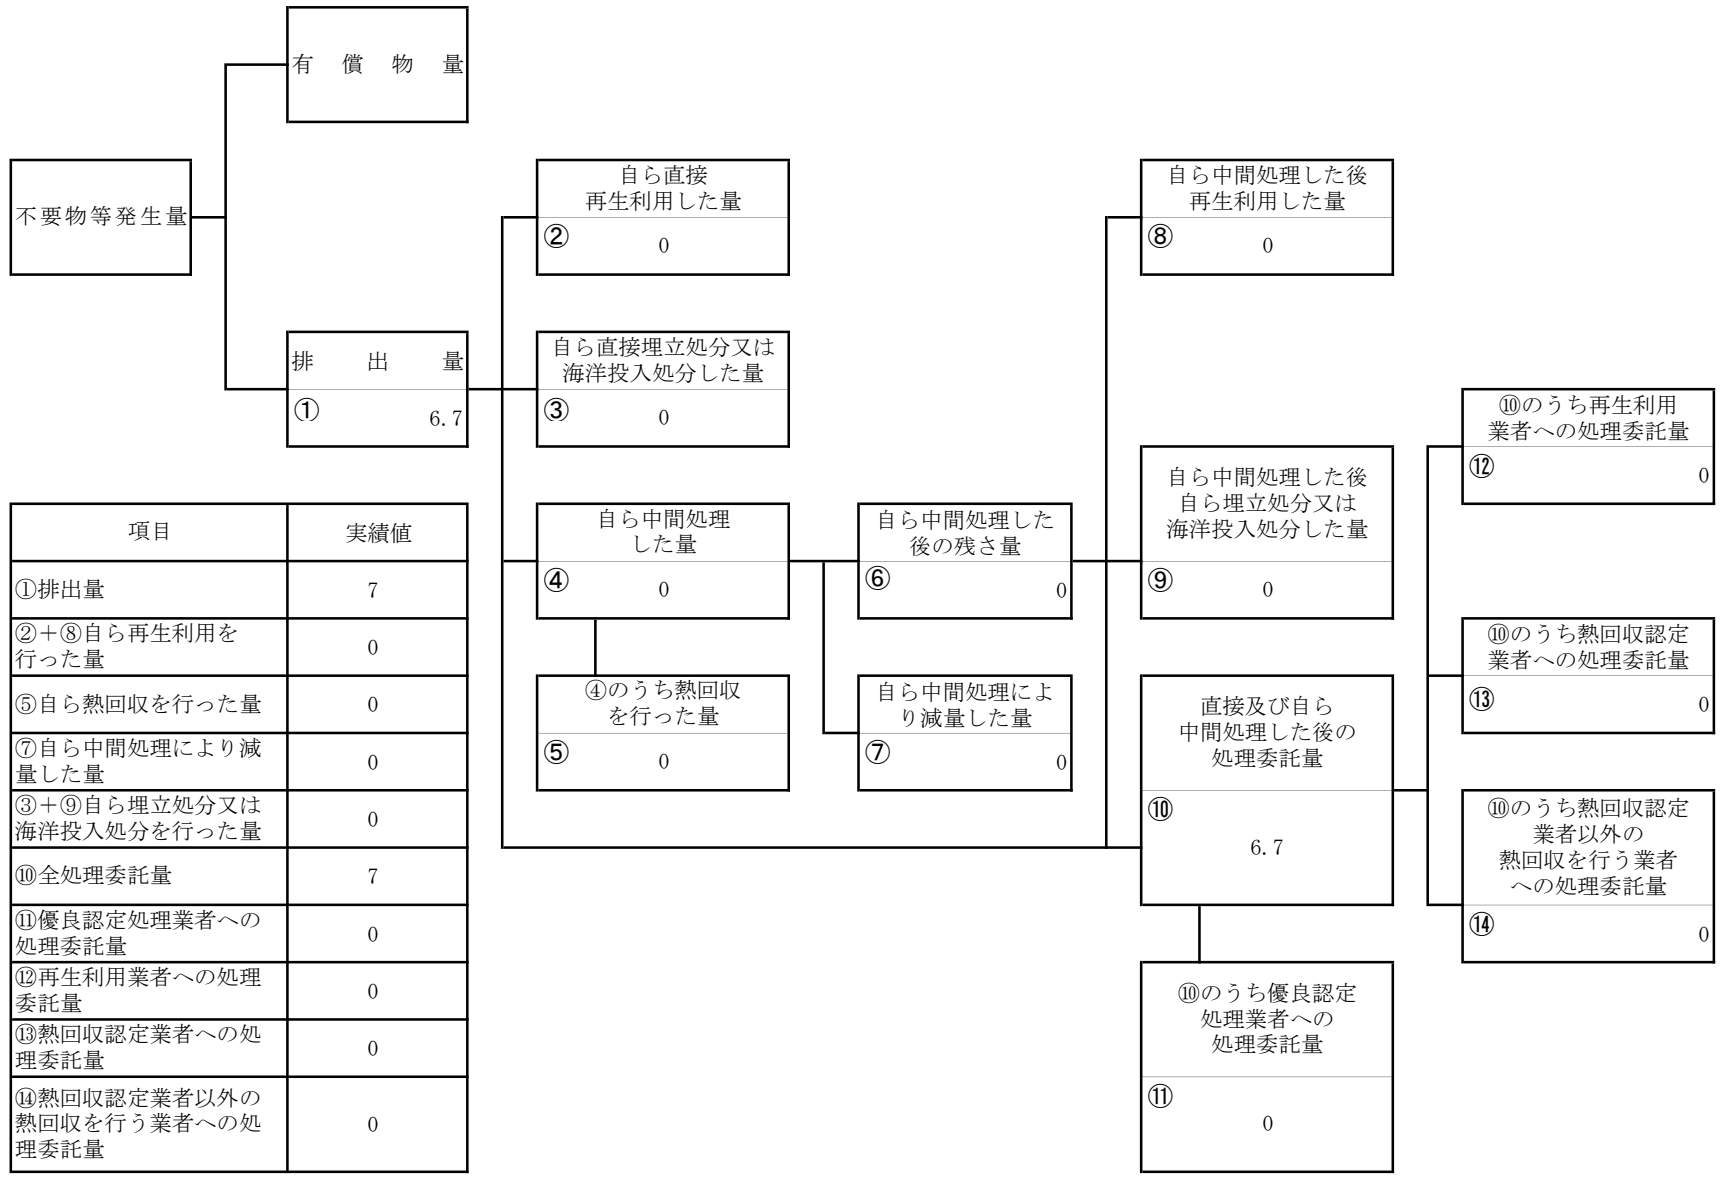 有償物量
不要物等発生量
排出量
①
6.7
自ら直接
再生利用した量
②
0
自ら直接埋立処分又は
海洋投入処分した量
③
0
自ら中間処理
した量
④
0
④のうち熱回収
を行った量
⑤
0
自ら中間処理した
後の残さ量
⑥
0
自ら中間処理によ
り減量した量
⑦
0
自ら中間処理した後
再生利用した量
⑧
0
自ら中間処理した後
自ら埋立処分又は
海洋投入処分した量
⑨
0
直接及び自ら
中間処理した後の
処理委託量
⑩
6.7
⑩のうち優良認定
処理業者への
処理委託量
⑪
0
⑩のうち再生利用
業者への処理委託量
⑫
0
⑩のうち熱回収認定
業者への処理委託量
⑬
0
⑩のうち熱回収認定
業者以外の
熱回収を行う業者
への処理委託量
⑭
0
項目 実績値
①排出量 7
②＋⑧自ら再生利用を
行った量
0
⑤自ら熱回収を行った量 0
⑦自ら中間処理により減
量した量
0
③＋⑨自ら埋立処分又は
海洋投入処分を行った量
0
⑩全処理委託量 7
⑪優良認定処理業者への
処理委託量
0
⑫再生利用業者への処理
委託量
0
⑬熱回収認定業者への処
理委託量
0
⑭熱回収認定業者以外の
熱回収を行う業者への処
理委託量
0